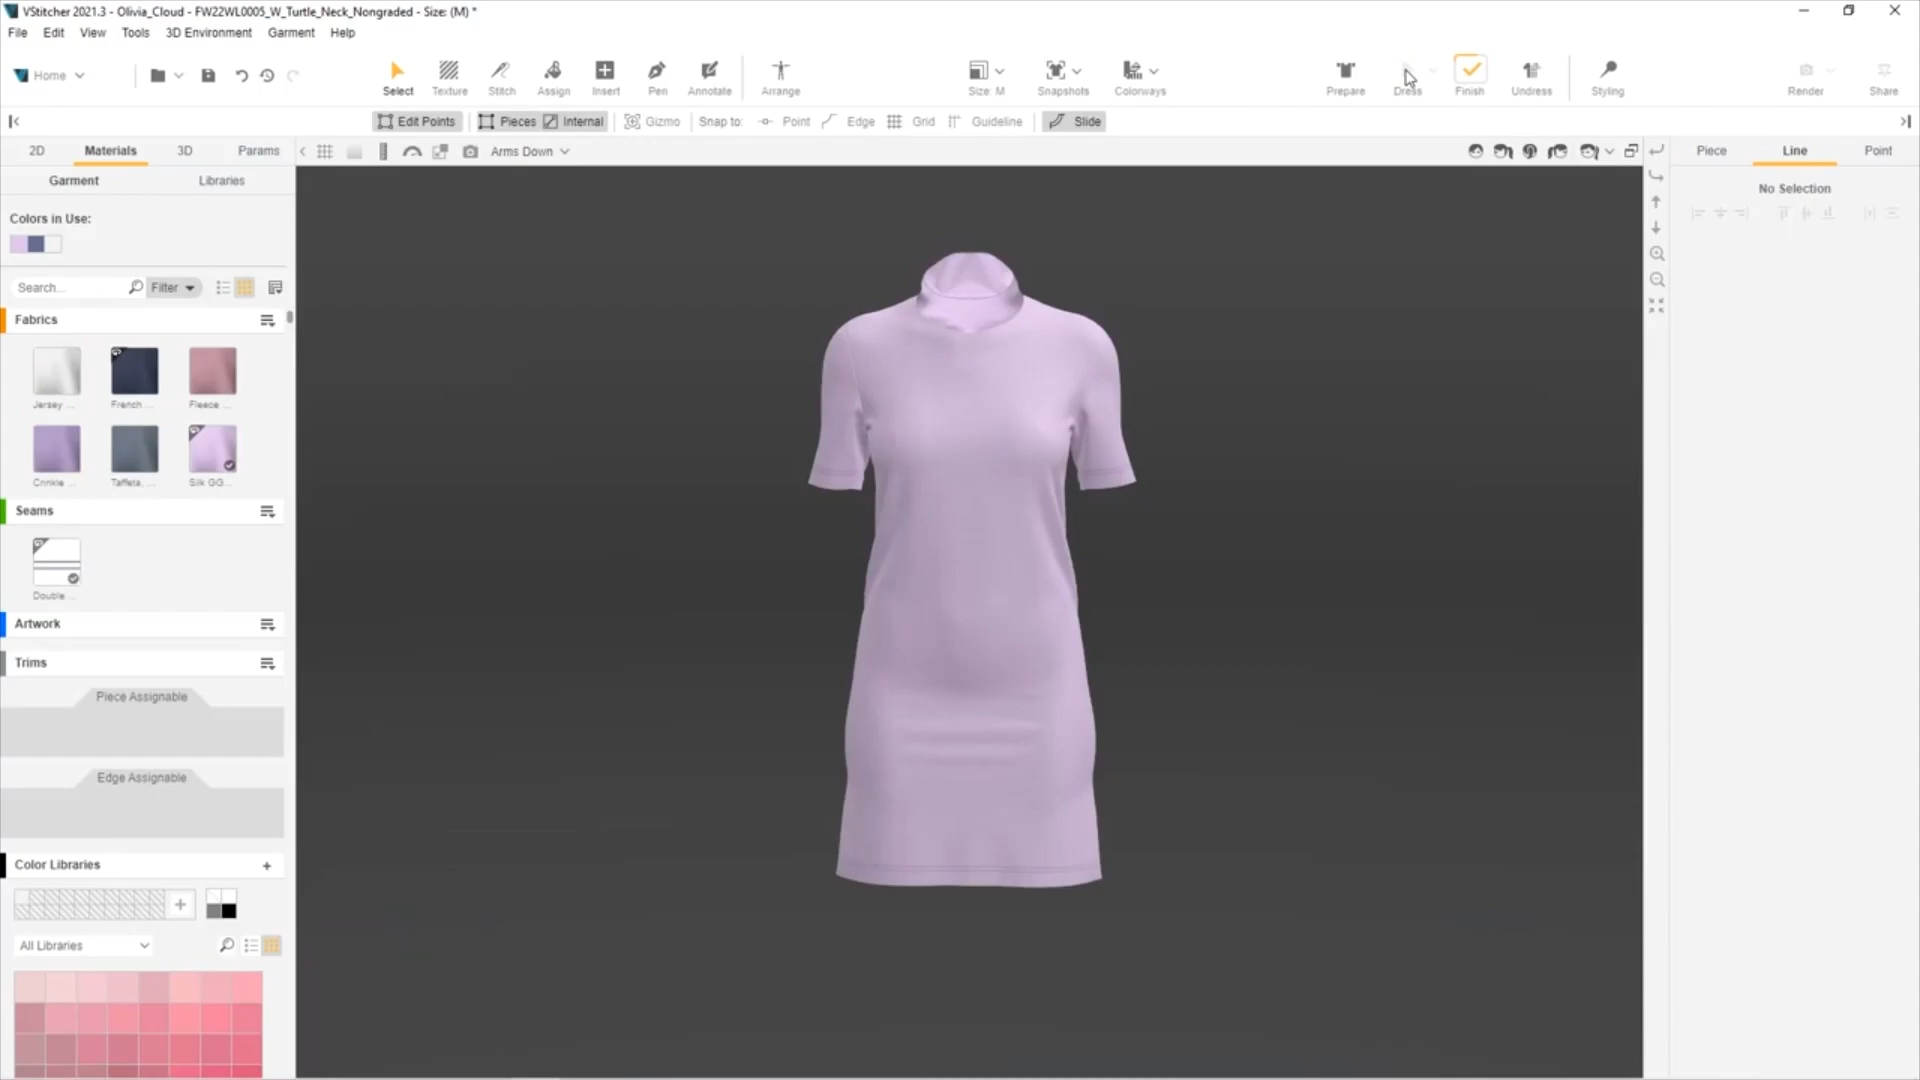 VStitcher 2021.3 - Olivia_Cloud - FW22WL0005_W_Turtle_Neck_Nongraded - Size: (M) *
File Edit View Tools 3D Environment Garment Help
Home
Select Texture Stitch Assign Insert Pen Annotate Arrange Size: M Snapshots Colorways Prepare Dress Finish Undress Styling Render Share
Edit Points Pieces Internal Gizmo Snap to: Point Edge Grid Guideline Slide
2D Materials 3D Params Arms Down Piece Line Point
Garment Libraries
No Selection
Colors in Use:
Search... Filter
Fabrics
Jersey ... French ... Fleece ...
Crinkle ... Taffeta, ... Silk GG...
Seams
Double ...
Artwork
Trims
Piece Assignable
Edge Assignable
Color Libraries
All Libraries